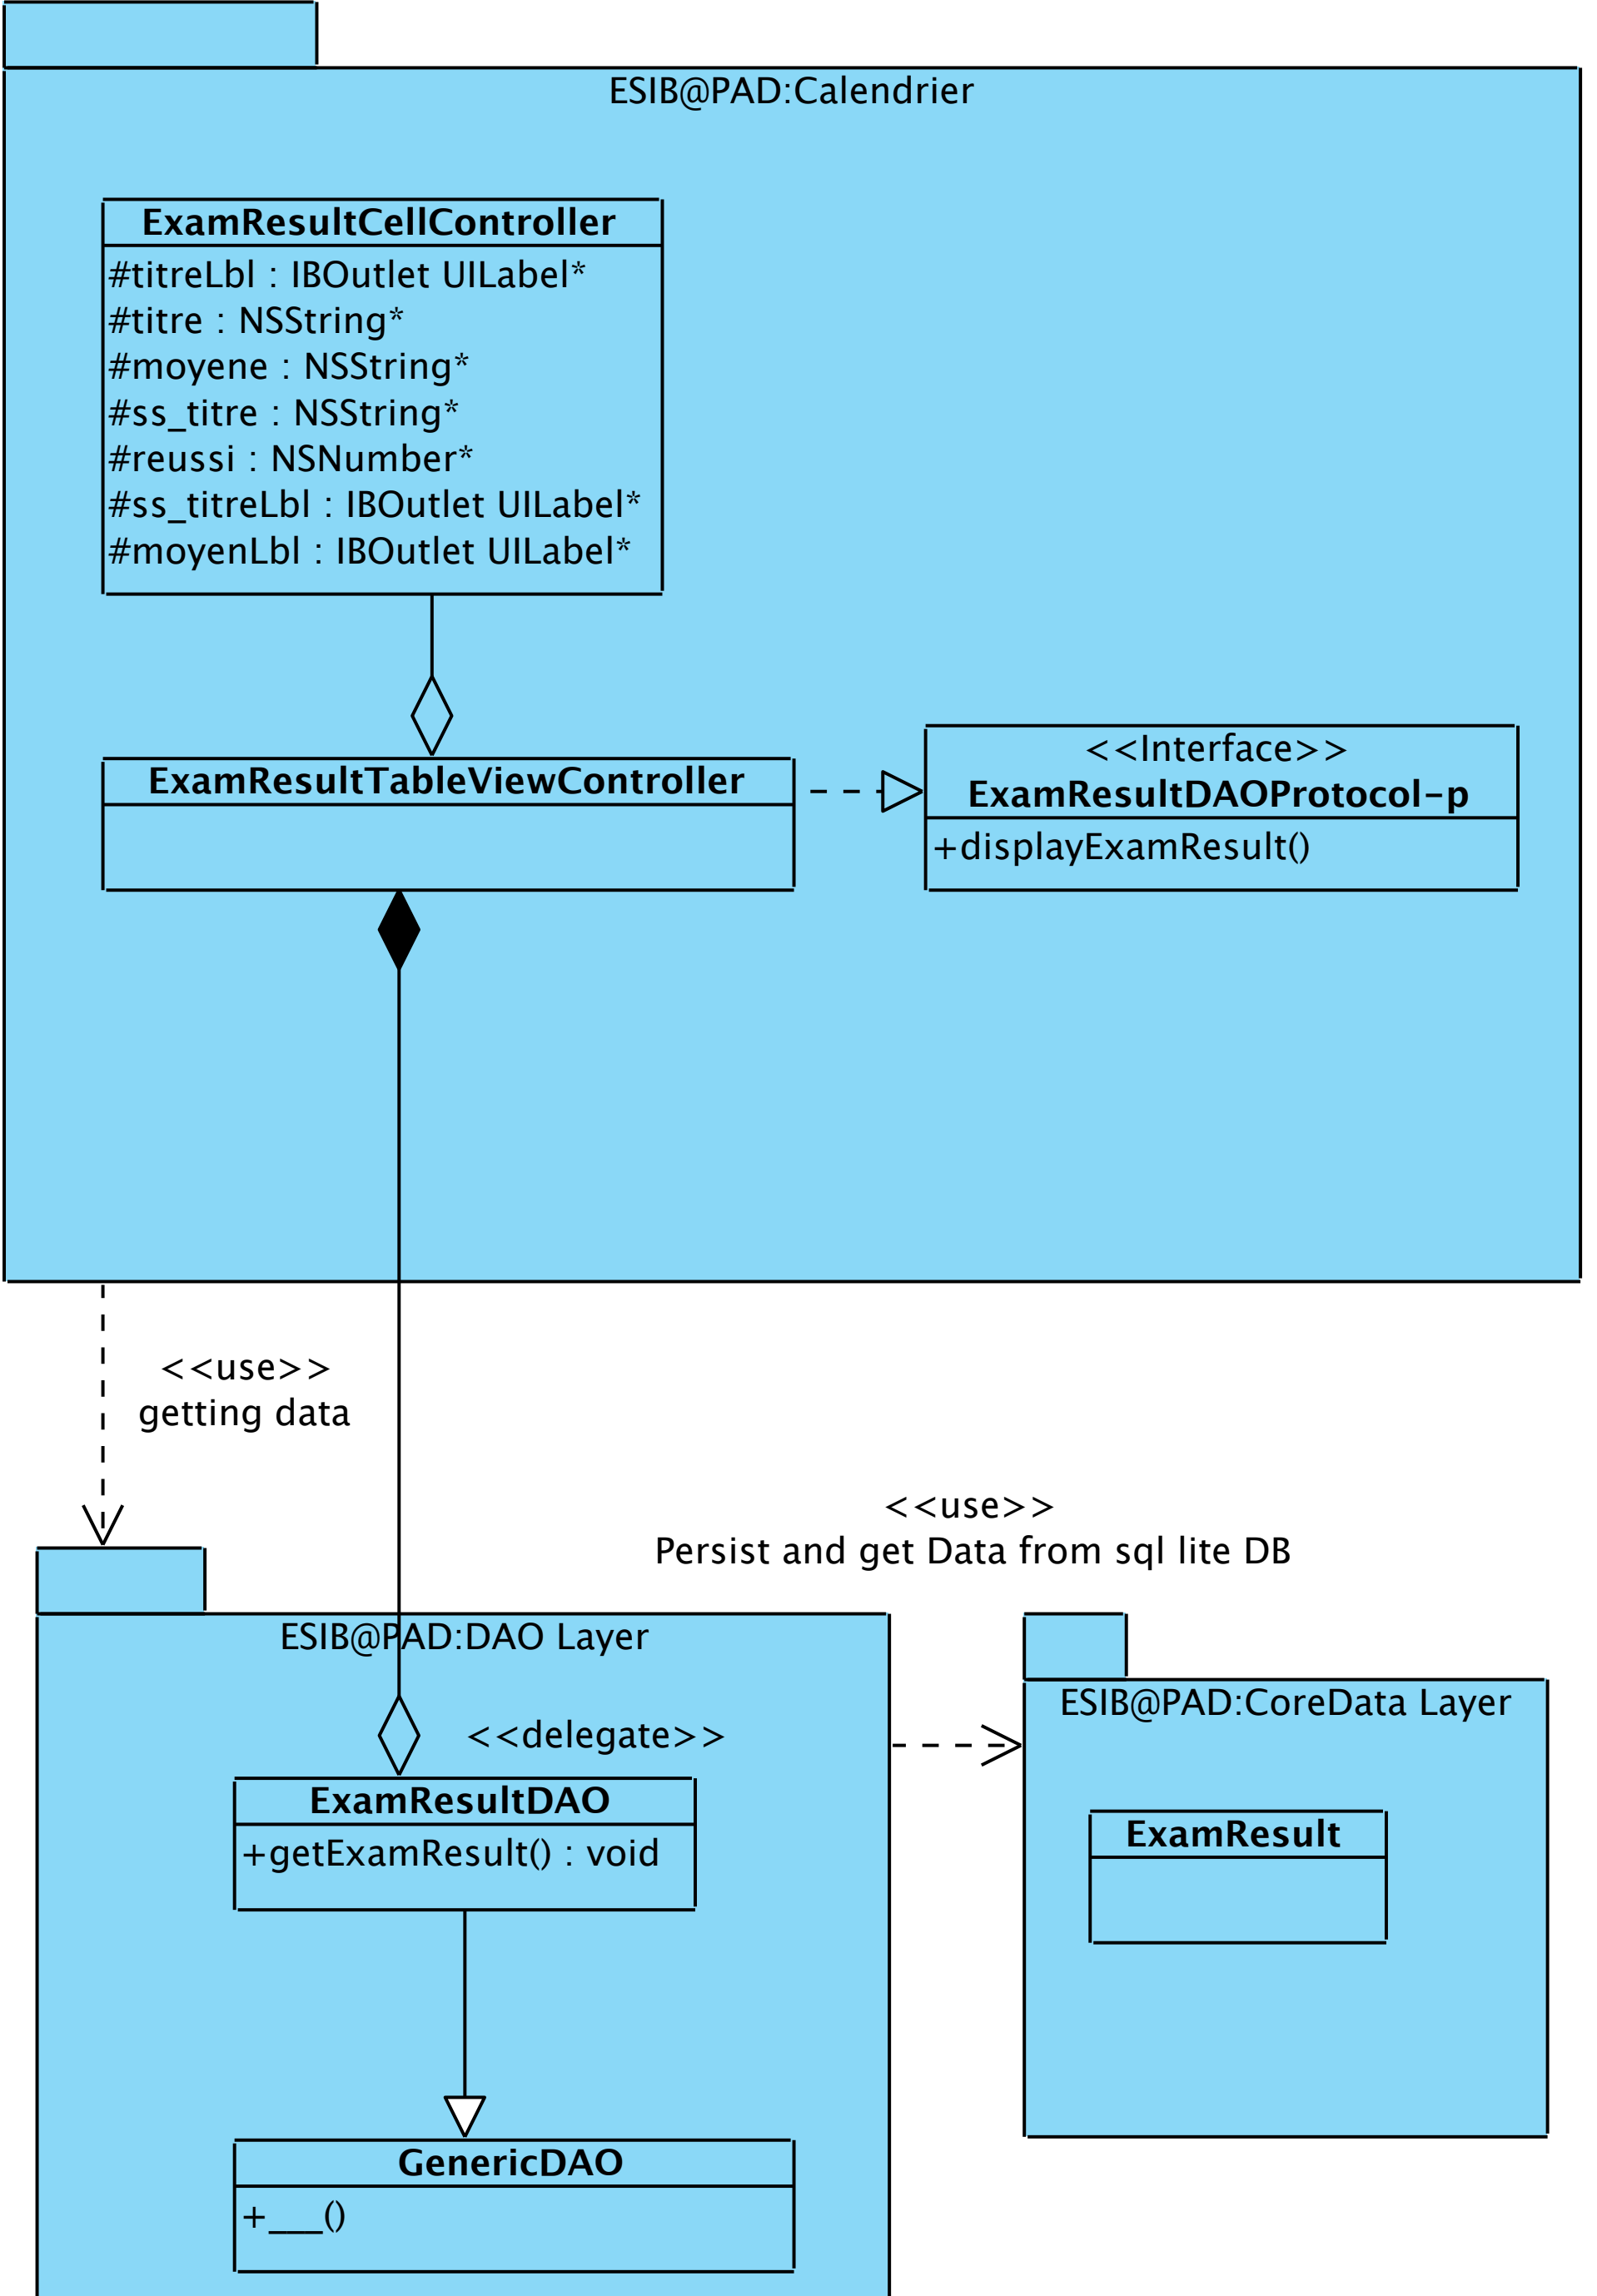 ESIB@PAD:Calendrier
ExamResultCellController
#titreLbl : IBOutlet UILabel*
#titre : NSString*
#moyene : NSString*
#ss_titre : NSString*
#reussi : NSNumber*
#ss_titreLbl : IBOutlet UILabel*
#moyenLbl : IBOutlet UILabel*
ExamResultTableViewController
<<Interface>>
ExamResultDAOProtocol-p
+displayExamResult()
<<use>>
getting data
<<use>>
Persist and get Data from sql lite DB
ESIB@PAD:DAO Layer
<<delegate>>
ExamResultDAO
+getExamResult() : void
GenericDAO
+___()
ESIB@PAD:CoreData Layer
ExamResult